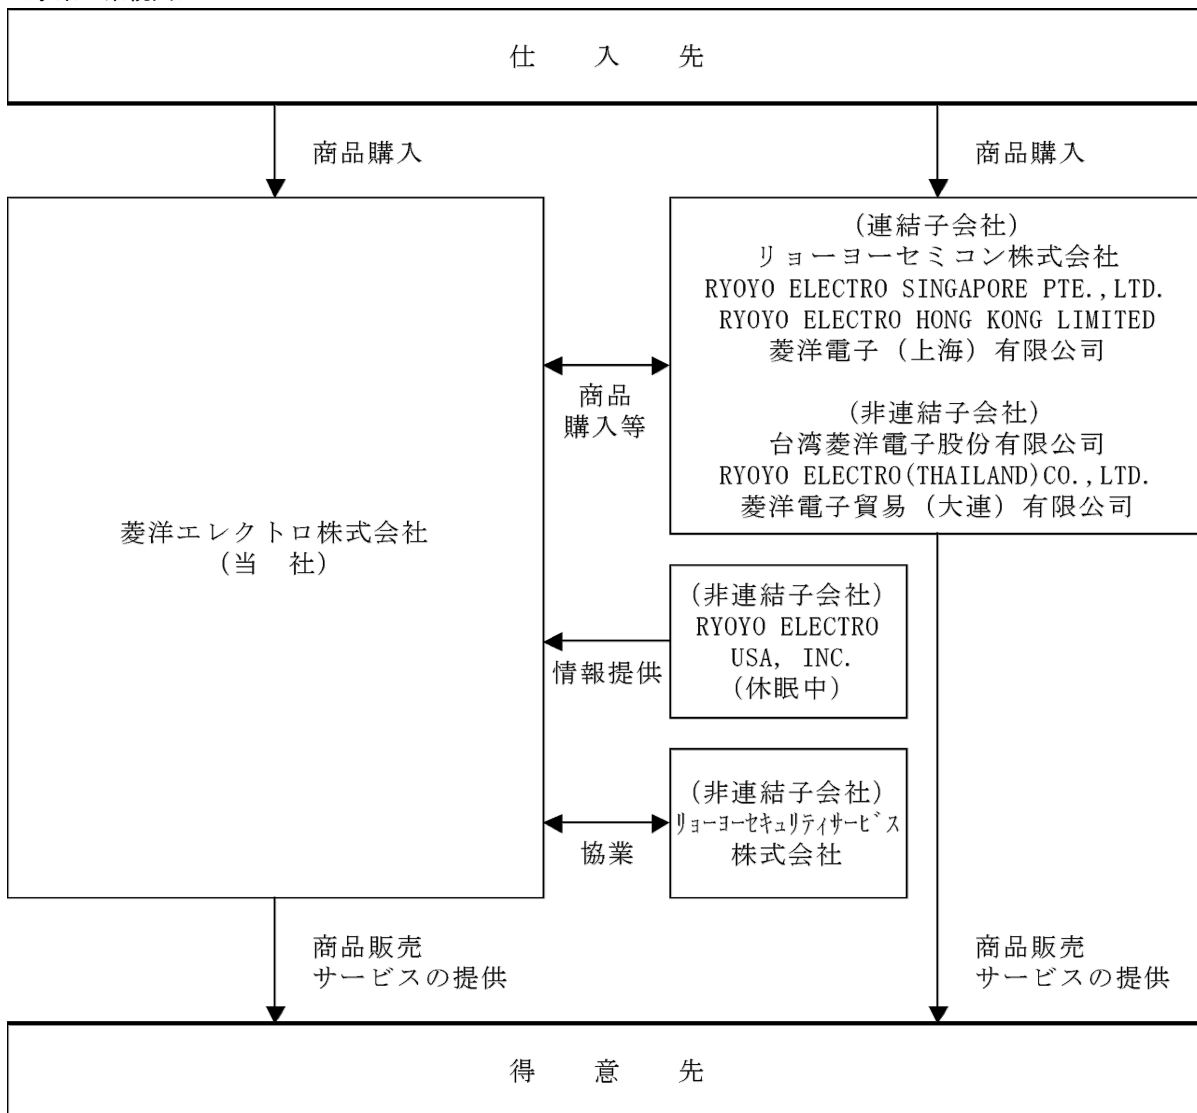 仕 入 先
商品購入
商品購入
(連結子会社)
リョーヨーセミコン株式会社
RYOYO ELECTRO SINGAPORE PTE.,LTD.
RYOYO ELECTRO HONG KONG LIMITED
菱洋電子（上海）有限公司
(非連結子会社)
台湾菱洋電子股份有限公司
RYOYO ELECTRO(THAILAND)CO.,LTD.
菱洋電子貿易（大連）有限公司
商品
購入等
菱洋エレクトロ株式会社
(当 社)
(非連結子会社)
RYOYO ELECTRO
USA, INC.
(休眠中)
情報提供
(非連結子会社)
リョーヨーセキュリティサービス
株式会社
協業
商品販売
サービスの提供
商品販売
サービスの提供
得 意 先